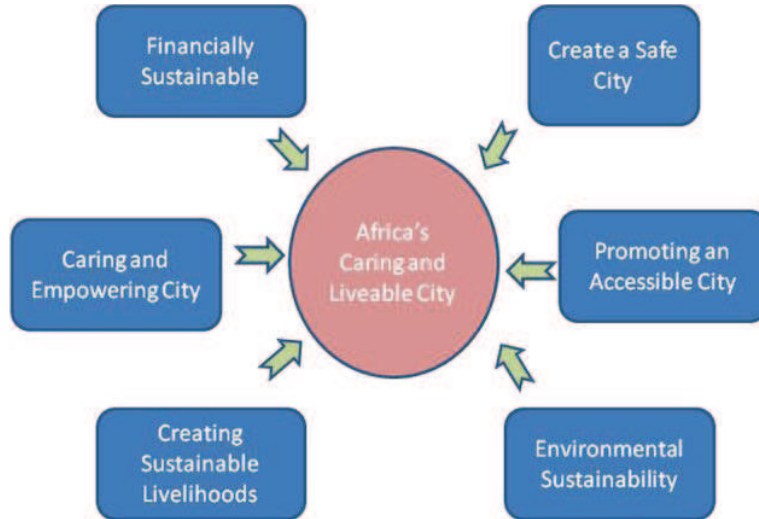 Financially
Sustainable
Create a Safe
City
Africa's
Caring and
Liveable City
Caring and
Empowering City
Promoting an
Accessible City
Creating
Sustainable
Livelihoods
Environmental
Sustainability